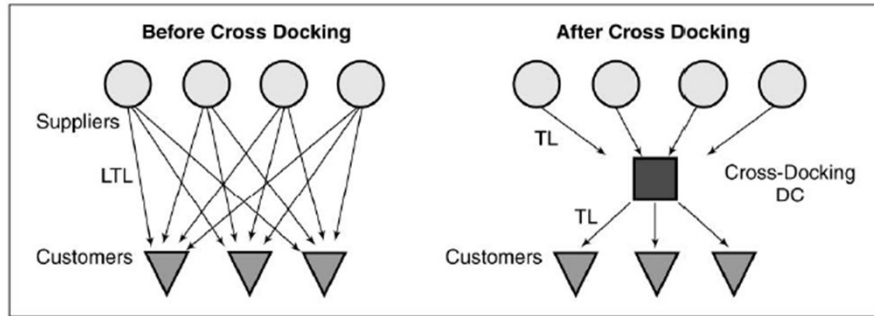 Before Cross Docking
Suppliers
LTL
Customers
After Cross Docking
TL
Cross-Docking
DC
TL
Customers